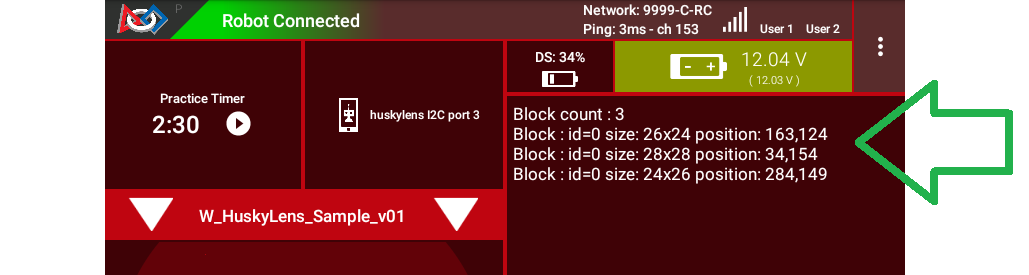 P
Robot Connected
Network: 9999-C-RC
Ping: 3ms - ch 153
User 1
User 2
Practice Timer
2:30
huskylens I2C port 3
DS: 34%
12.04 V
( 12.03 V )
Block count : 3
Block : id=0 size: 26x24 position: 163,124
Block : id=0 size: 28x28 position: 34,154
Block : id=0 size: 24x26 position: 284,149
W_HuskyLens_Sample_v01